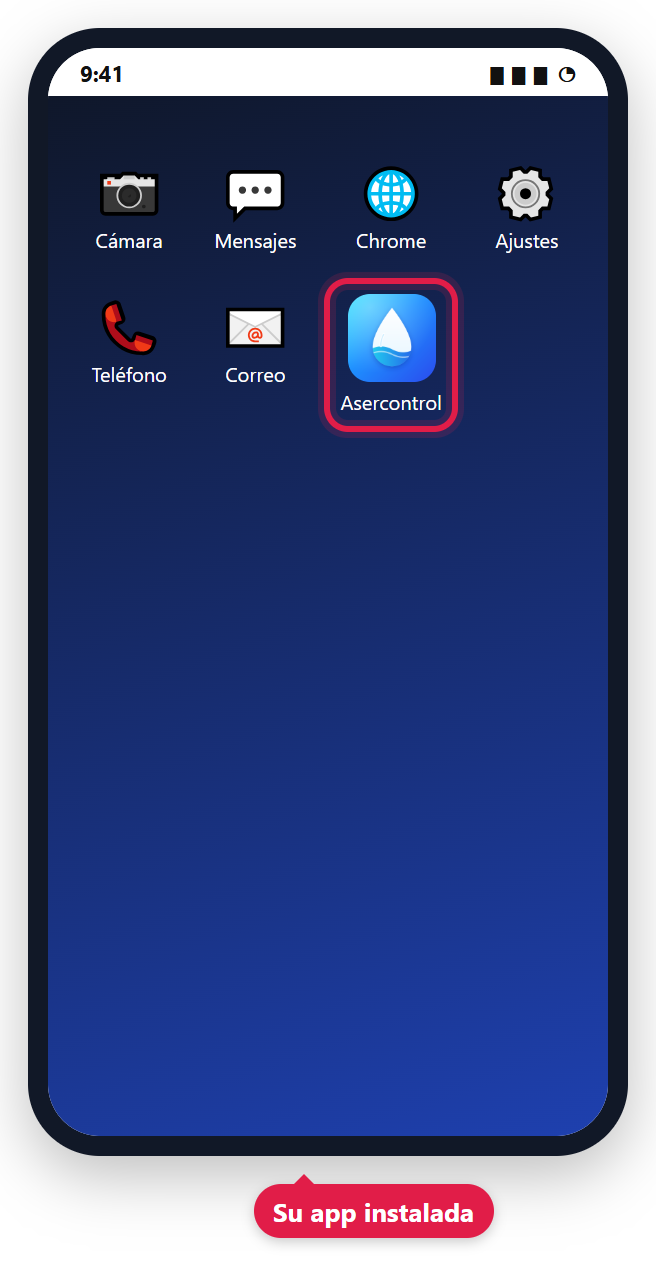 9:41
Cámara Mensajes Chrome Ajustes
@
Teléfono Correo Asercontrol
Su app instalada